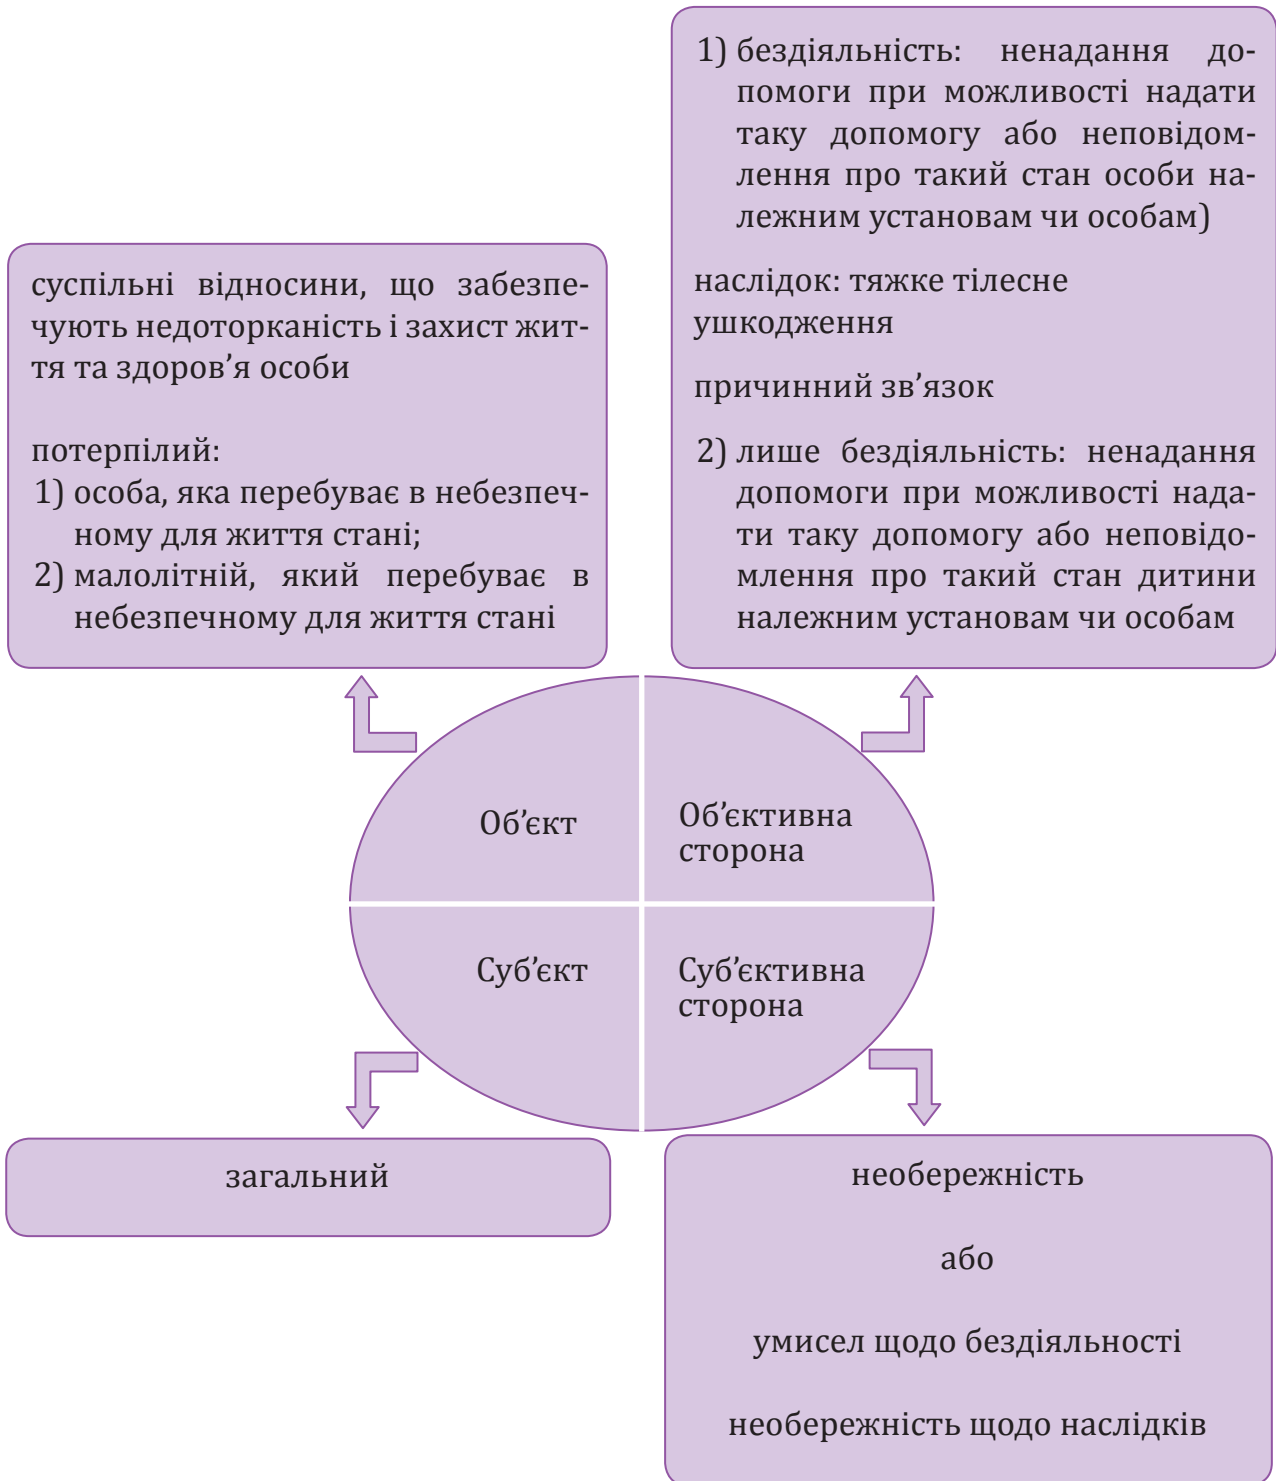 суспільні відносини, що забезпе-
чують недоторканість і захист жит-
тя та здоров’я особи
потерпілий:
1) особа, яка перебуває в небезпеч-
ному для життя стані;
2) малолітній, який перебуває в
небезпечному для життя стані
1) бездіяльність: ненадання до-
помоги при можливості надати
таку допомогу або неповідом-
лення про такий стан особи на-
лежним установам чи особам)
наслідок: тяжке тілесне
ушкодження
причинний зв’язок
2) лише бездіяльність: ненадання
допомоги при можливості нада-
ти таку допомогу або неповідо-
млення про такий стан дитини
належним установам чи особам
Об’єкт
Об’єктивна
сторона
Суб’єкт
Суб’єктивна
сторона
загальний
необережність
або
умисел щодо бездіяльності
необережність щодо наслідків